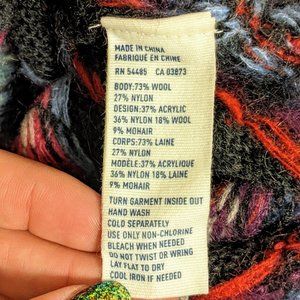 MADE IN CHINA
FABRIQUÉ EN CHINE
RN 54485 CA 03873
BODY:73% WOOL
27% NYLON
DESIGN:37% ACRYLIC
36% NYLON 18% WOOL
9% MOHAIR
CORPS:73% LAINE
27% NYLON
MODÈLE:37% ACRYLIQUE
36% NYLON 18% LAINE
9% MOHAIR
TURN GARMENT INSIDE OUT
HAND WASH
COLD SEPARATELY
USE ONLY NON-CHLORINE
BLEACH WHEN NEEDED
DO NOT TWIST OR WRING
LAY FLAT TO DRY
COOL IRON IF NEEDED